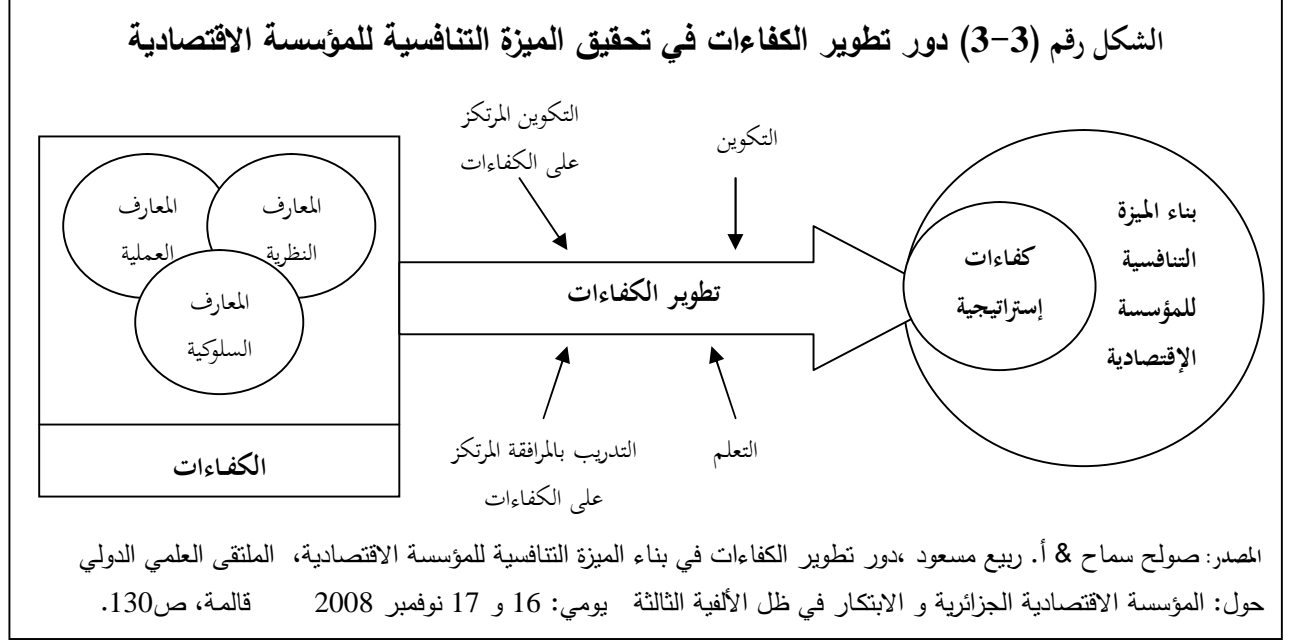 الشكل رقم (3-3) دور تطوير الكفاءات في تحقيق الميزة التنافسية للمؤسسة الاقتصادية
التكوين المرتكز
على الكفاءات
التكوين
المعارف
النظرية
المعارف
العملية
المعارف
السلوكية
الكفاءات
تطوير الكفاءات
كفاءات
إستراتيجية
بناء الميزة
التنافسية
للمؤسسة
الإقتصادية
التدريب بالمرافقة المرتكز
على الكفاءات
التعلم
المصدر: صولح سماح & أ. ربيع مسعود ،دور تطوير الكفاءات في بناء الميزة التنافسية للمؤسسة الاقتصادية، الملتقى العلمي الدولي
حول: المؤسسة الاقتصادية الجزائرية و الابتكار في ظل الألفية الثالثة يومي: 16 و 17 نوفمبر 2008 قالمة، ص130.